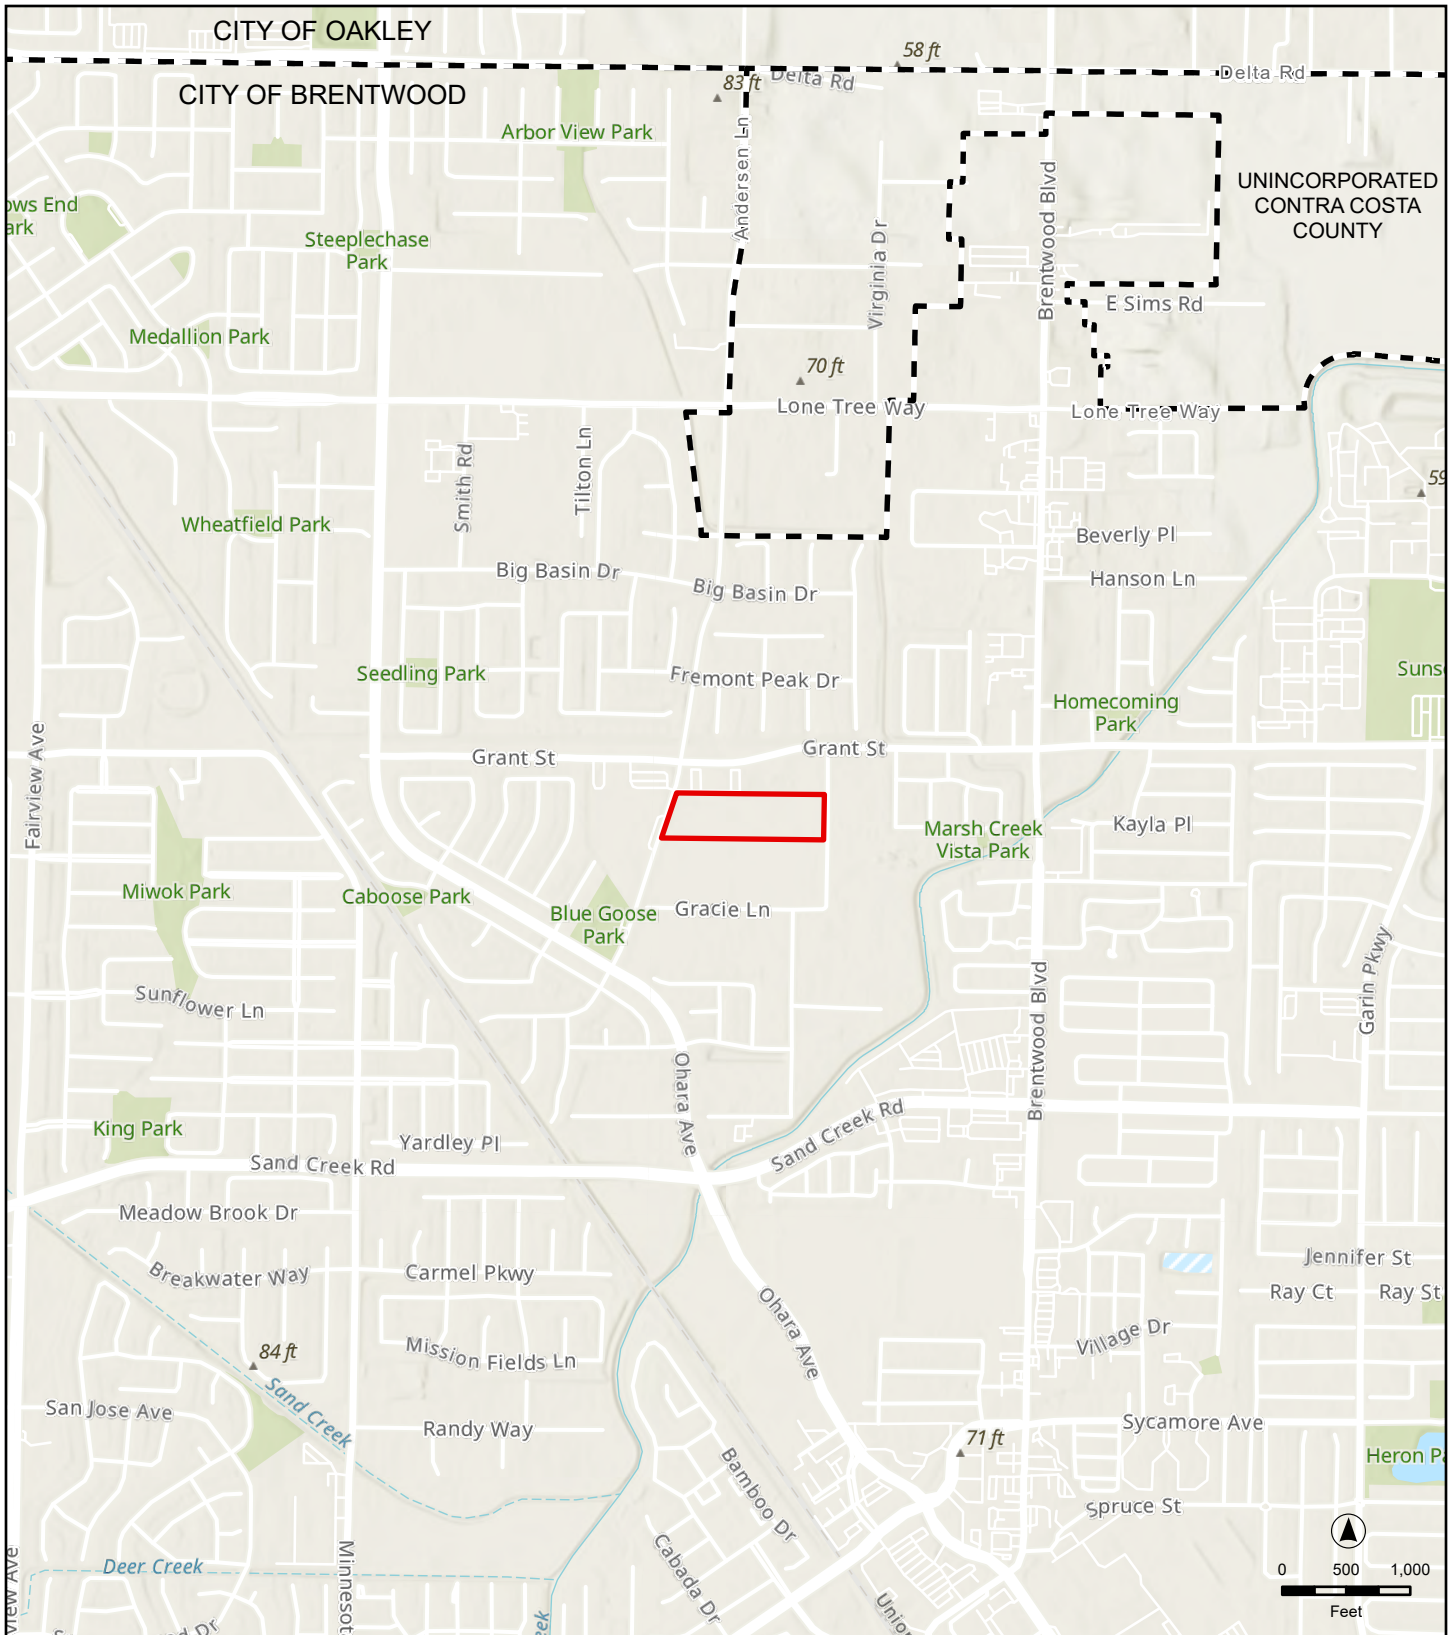 CITY OF OAKLEY
58 ft
Delta Rd
Delta Rd
83 ft
CITY OF BRENTWOOD
Arbor View Park
Andersen Ln
UNINCORPORATED
CONTRA COSTA
COUNTY
ows End
ark
Steeplechase
Park
Virginia Dr
Brentwood Blvd
E Sims Rd
Medallion Park
70 ft
Lone Tree Way
Lone Tree Way
Smith Rd
Tilton Ln
59
Wheatfield Park
Beverly Pl
Big Basin Dr
Big Basin Dr
Hanson Ln
Seedling Park
Fremont Peak Dr
Suns
Homecoming
Park
Fairview Ave
Grant St
Grant St
Marsh Creek
Vista Park
Kayla Pl
Miwok Park
Caboose Park
Blue Goose
Park
Gracie Ln
Garin Pkwy
Sunflower Ln
Brentwood Blvd
Ohara Ave
King Park
Yardley Pl
Sand Creek Rd
Sand Creek Rd
Meadow Brook Dr
Breakwater Way
Carmel Pkwy
Jennifer St
Ray Ct
Ray St
Ohara Ave
Village Dr
84 ft
Mission Fields Ln
San Jose Ave
Sand Creek
Randy Way
Sycamore Ave
71 ft
Heron Pa
Bamboo Dr
Spruce St
Deer Creek
Minnesot
Cabada Dr
Union
view Ave
eek
d Dr
0 500 1,000
Feet